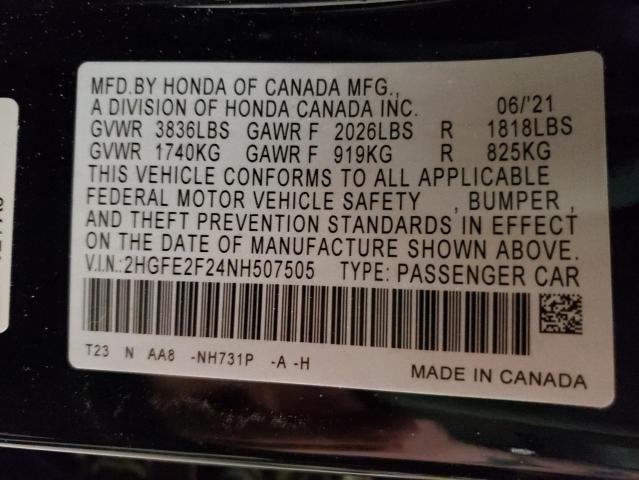 MFD.BY HONDA OF CANADA MFG.,
A DIVISION OF HONDA CANADA INC. 06/'21
GVWR 3836LBS GAWR F 2026LBS R 1818LBS
GVWR 1740KG GAWR F 919KG R 825KG
THIS VEHICLE CONFORMS TO ALL APPLICABLE
FEDERAL MOTOR VEHICLE SAFETY , BUMPER ,
AND THEFT PREVENTION STANDARDS IN EFFECT
ON THE DATE OF MANUFACTURE SHOWN ABOVE.
V.I.N.:2HGFE2F24NH507505 TYPE: PASSENGER CAR
T23 N AA8 -NH731P -A -H
MADE IN CANADA